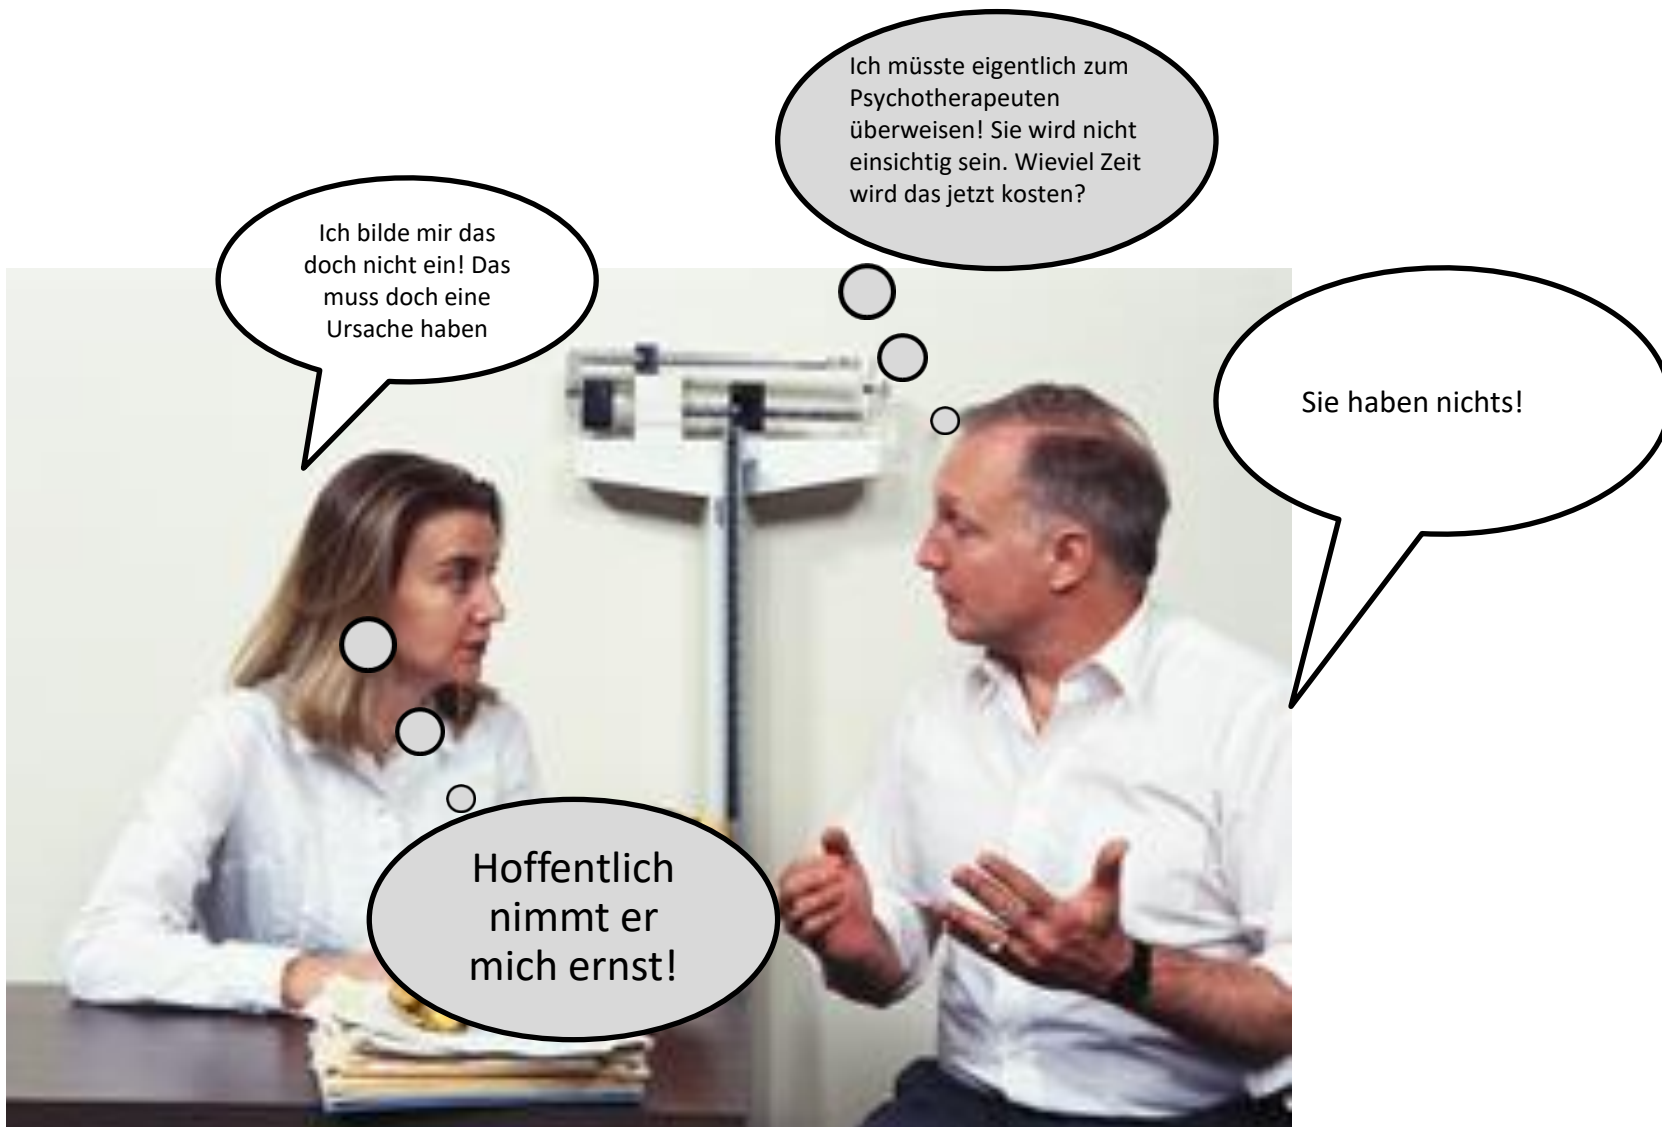 Ich müsste eigentlich zum
Psychotherapeuten
überweisen! Sie wird nicht
einsichtig sein. Wieviel Zeit
wird das jetzt kosten?
Ich bilde mir das
doch nicht ein! Das
muss doch eine
Ursache haben
Sie haben nichts!
Hoffentlich
nimmt er
mich ernst!